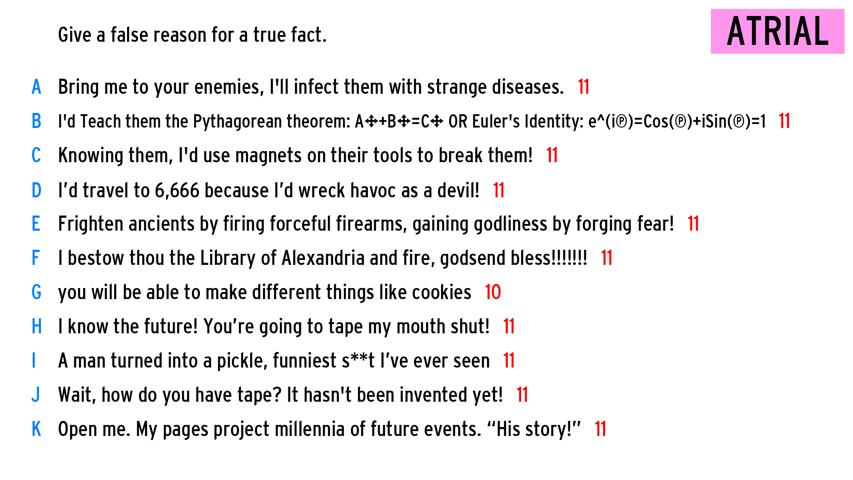 Give a false reason for a true fact.
ATRIAL
A Bring me to your enemies, I'll infect them with strange diseases. 11
B I'd Teach them the Pythagorean theorem: A✢+B✢=C✢ OR Euler's Identity: e^(i℗)=Cos(℗)+iSin(℗)=1 11
C Knowing them, I'd use magnets on their tools to break them! 11
D I’d travel to 6,666 because I’d wreck havoc as a devil! 11
E Frighten ancients by firing forceful firearms, gaining godliness by forging fear! 11
F I bestow thou the Library of Alexandria and fire, godsend bless!!!!!!! 11
G you will be able to make different things like cookies 10
H I know the future! You’re going to tape my mouth shut! 11
I A man turned into a pickle, funniest s**t I’ve ever seen 11
J Wait, how do you have tape? It hasn't been invented yet! 11
K Open me. My pages project millennia of future events. “His story!” 11